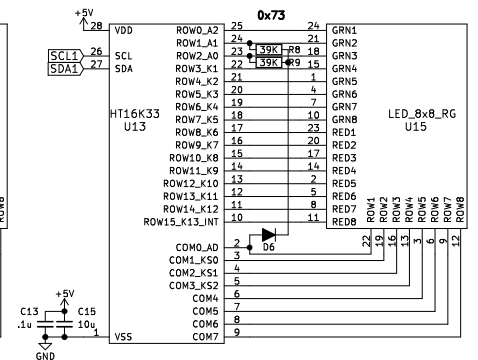 +5V
0x73
28 VDD ROW0_A2 25 24 GRN1
ROW1_A1 24 21 GRN2
SCL1 26 SCL ROW2_A0 23 39K R8 18 GRN3
SDA1 27 SDA ROW3_K1 22 39K R9 15 GRN4
ROW4_K2 21 1 GRN5
ROW5_K3 20 4 GRN6
ROW6_K4 19 7 GRN7
HT16K33 ROW7_K5 18 10 GRN8 LED_8x8_RG
U13 ROW8_K6 17 23 RED1 U15
ROW9_K7 16 20 RED2
ROW10_K8 15 17 RED3
ROW11_K9 14 14 RED4
ROW12_K10 13 2 RED5
ROW13_K11 12 5 RED6
ROW14_K12 11 8 RED7
ROW15_K13_INT 10 11 RED8
ROW1 ROW2 ROW3 ROW4 ROW5 ROW6 ROW7 ROW8
22 19 16 13 3 6 9 12
D6
COM0_AD 2
COM1_KS0 3
COM2_KS1 4
COM3_KS2 5
COM4 6
COM5 7
COM6 8
COM7 9
+5V
C13 C15
.1u 10u
1 VSS
GND
ROW8